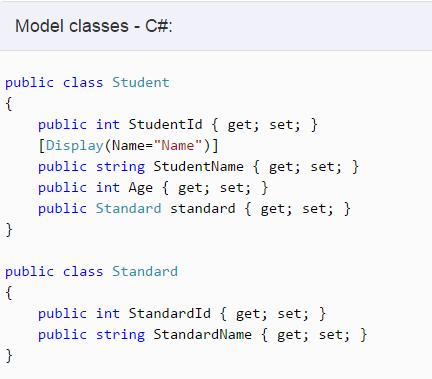 Model classes - C#:
public class Student
{
    public int StudentId { get; set; }
    [Display(Name="Name")]
    public string StudentName { get; set; }
    public int Age { get; set; }
    public Standard standard { get; set; }
}
public class Standard
{
    public int StandardId { get; set; }
    public string StandardName { get; set; }
}